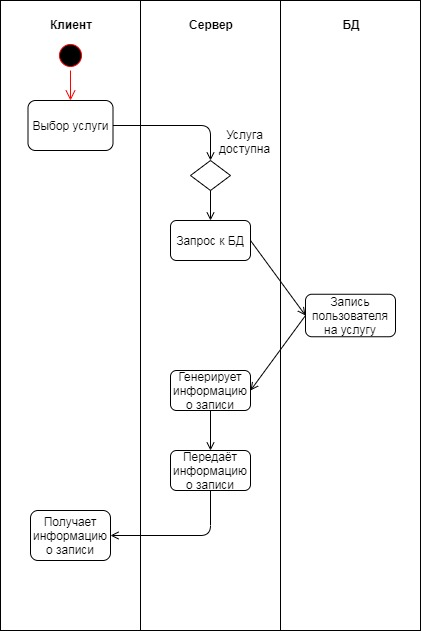 Клиент
Сервер
БД
Выбор услуги
Услуга
доступна
Запрос к БД
Запись
пользователя
на услугу
Генерирует
информацию
о записи
Передаёт
информацию
о записи
Получает
информацию
о записи